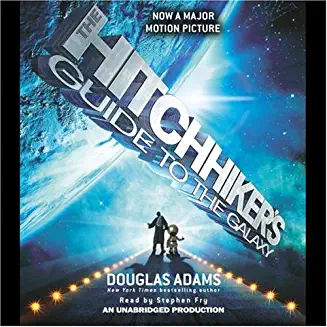 NOW A MAJOR
MOTION PICTURE
THE
HITCHHIKER'S
GUIDE TO THE GALAXY
DOUGLAS ADAMS
New York Times bestselling author
Read by Stephen Fry
AN UNABRIDGED PRODUCTION